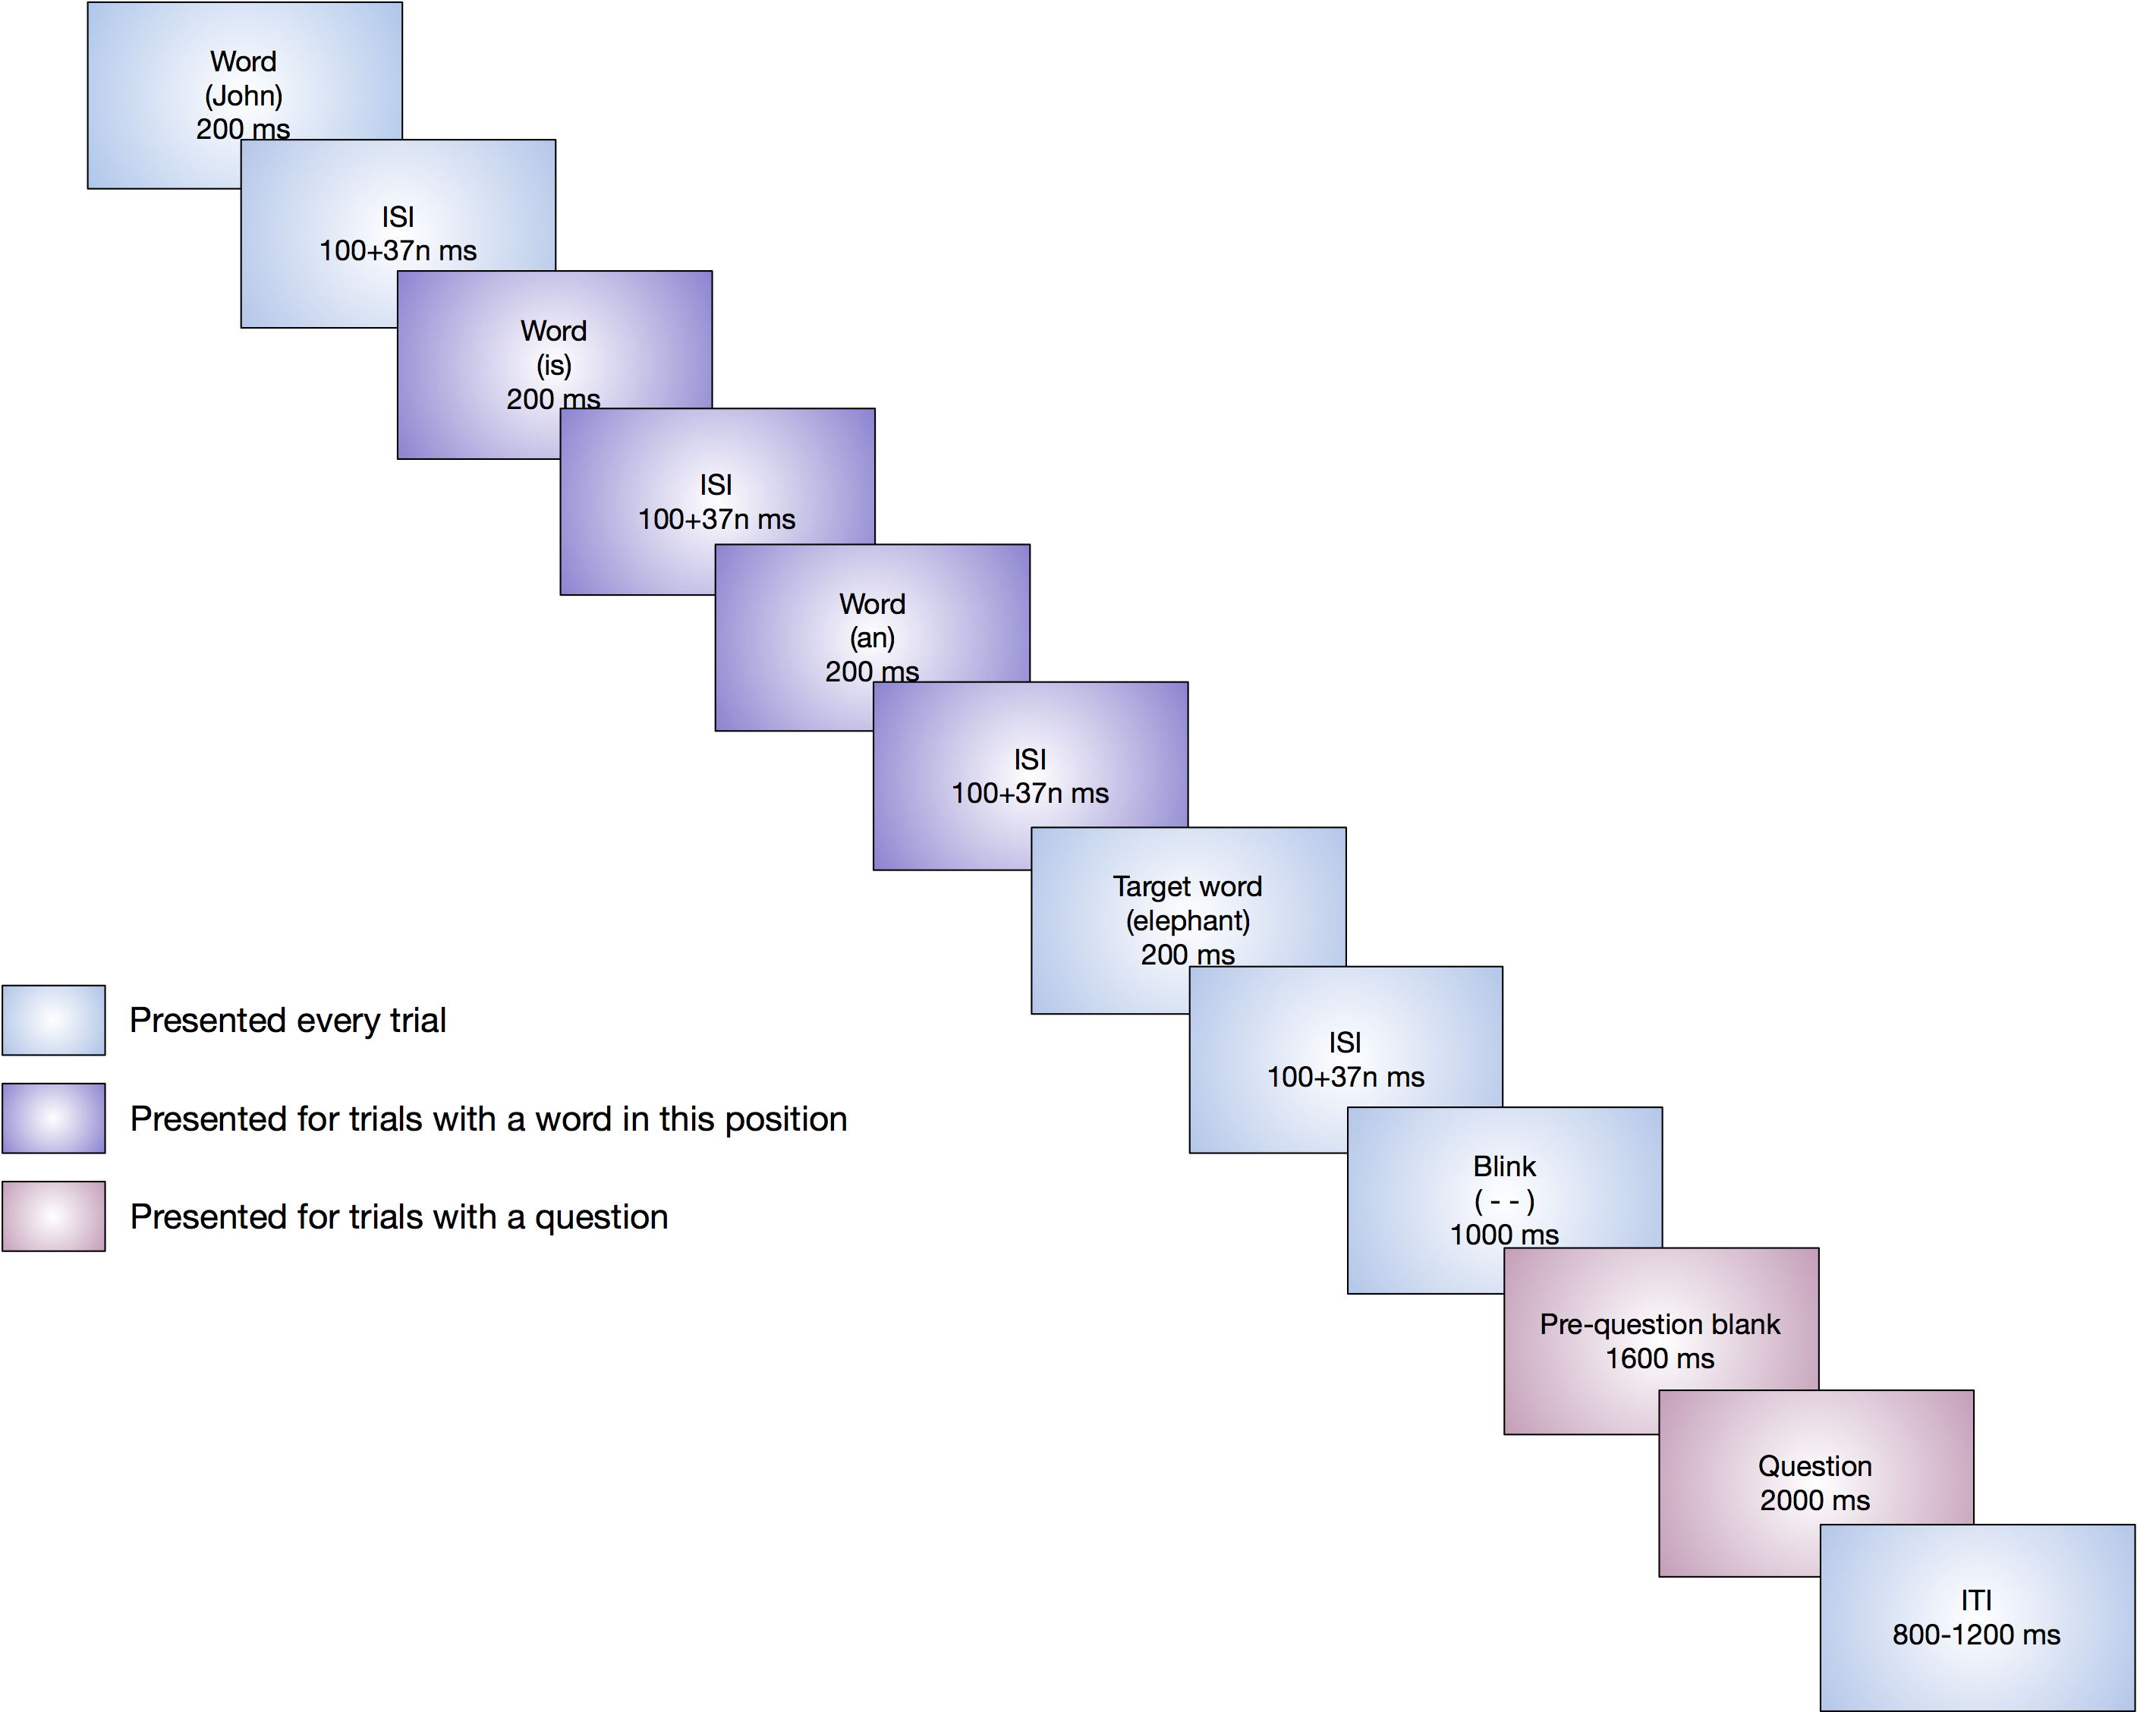 Word
(John)
200 ms
ISI
100+37n ms
Word
(is)
200 ms
ISI
100+37n ms
Word
(an)
200 ms
ISI
100+37n ms
Target word
(elephant)
200 ms
ISI
100+37n ms
Blink
( - - )
1000 ms
Pre-question blank
1600 ms
Question
2000 ms
ITI
800-1200 ms
Presented every trial
Presented for trials with a word in this position
Presented for trials with a question